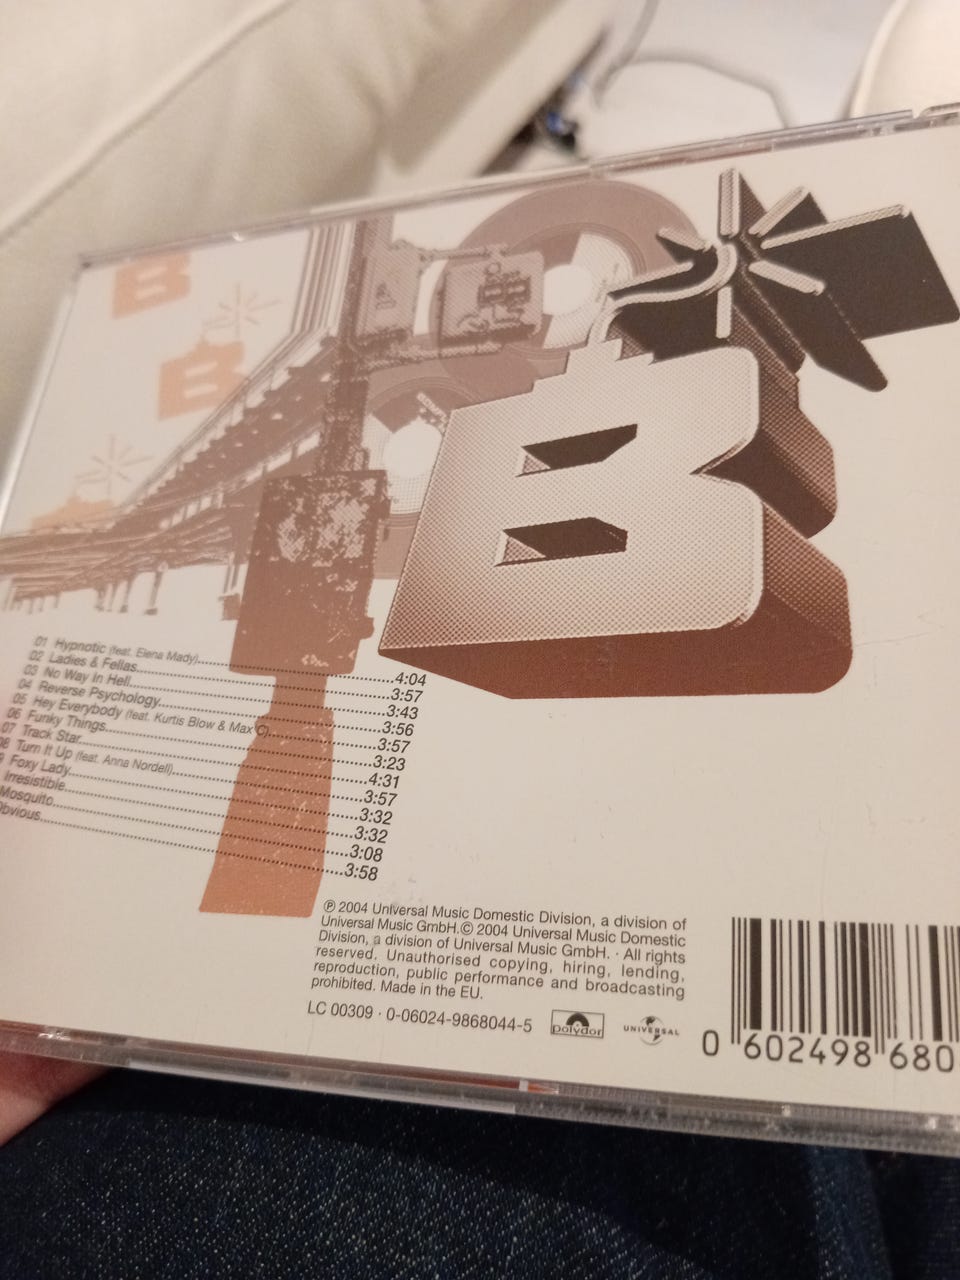 B
B
B
01 Hypnotic (feat. Elena Mady) 4:04
02 Ladies & Fellas 3:57
03 No Way In Hell 3:43
04 Reverse Psychology 3:56
05 Hey Everybody (feat. Kurtis Blow & Max C) 3:57
06 Funky Things 3:23
07 Track Star 4:31
08 Turn It Up (feat. Anna Nordell) 3:57
9 Foxy Lady 3:32
Irresistible 3:32
Mosquito 3:08
Obvious 3:58
℗ 2004 Universal Music Domestic Division, a division of
Universal Music GmbH.© 2004 Universal Music Domestic
Division, a division of Universal Music GmbH. · All rights
reserved. Unauthorised copying, hiring, lending,
reproduction, public performance and broadcasting
prohibited. Made in the EU.
LC 00309 · 0-06024-9868044-5
polydor
UNIVERSAL
0 602498 680